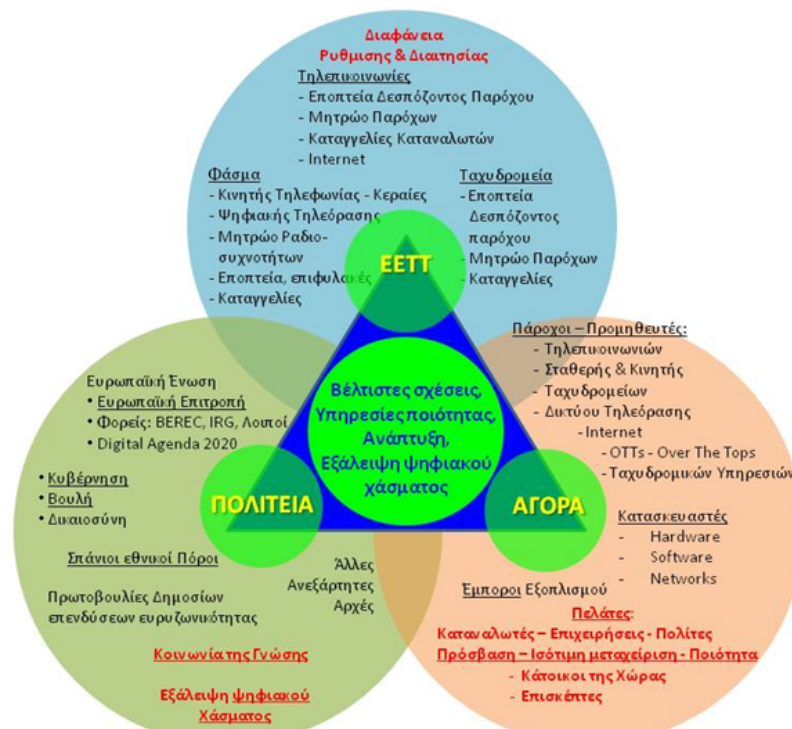 Διαφάνεια
Ρυθμισης & Διαιτησίας
Τηλεπικοινωνίες
- Εποπτεία Δεσπόζοντος Παρόχου
- Μητρώο Παρόχων
- Καταγγελίες Καταναλωτών
- Internet
Φάσμα
- Κινητής Τηλεφωνίας - Κεραίες
- Ψηφιακής Τηλεόρασης
- Μητρώο Ραδιο-
συχνοτήτων
- Εποπτεία, επιφυλακές
- Καταγγελίες
Ταχυδρομεία
- Εποπτεία
Δεσπόζοντος
παρόχου
- Μητρώο Παρόχων
- Καταγγελίες
ΕΕΤΤ
Πάροχοι – Προμηθευτές:
- Τηλεπικοινωνιών
- Σταθερής & Κινητής
- Ταχυδρομείων
- Δικτύου Τηλεόρασης
- Internet
- OTTs - Over The Tops
- Ταχυδρομικών Υπηρεσιών
Ευρωπαϊκή Ένωση
• Ευρωπαϊκή Επιτροπή
• Φορείς: BEREC, IRG, Λοιποί
• Digital Agenda 2020
Βέλτιστες σχέσεις,
Υπηρεσίες ποιότητας,
Ανάπτυξη,
Εξάλειψη ψηφιακού
χάσματος
• Κυβέρνηση
• Βουλή
• Δικαιοσύνη
ΠΟΛΙΤΕΙΑ
ΑΓΟΡΑ
Κατασκευαστές
- Hardware
- Software
- Networks
Σπάνιοι εθνικοί Πόροι
Άλλες
Ανεξάρτητες
Αρχές
Πρωτοβουλίες Δημοσίων
επενδύσεων ευρυζωνικότητας
Έμποροι Εξοπλισμού
Πελάτες:
Καταναλωτές – Επιχειρήσεις - Πολίτες
Πρόσβαση – Ισότιμη μεταχείριση - Ποιότητα
- Κάτοικοι της Χώρας
- Επισκέπτες
Κοινωνία της Γνώσης
Εξάλειψη ψηφιακού
Χάσματος